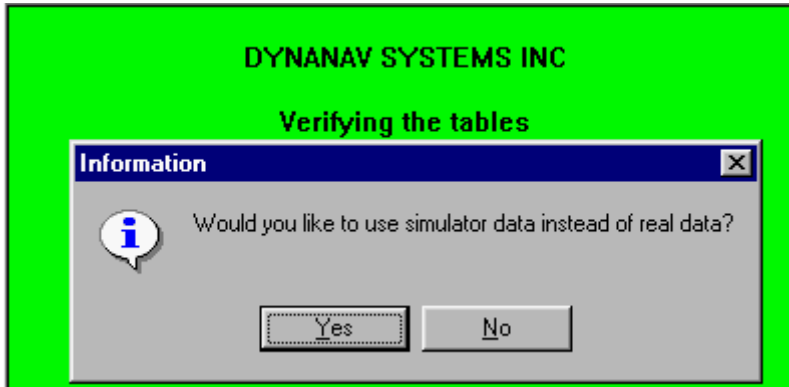 DYNANAV SYSTEMS INC
Verifying the tables
Information
Would you like to use simulator data instead of real data?
Yes
No